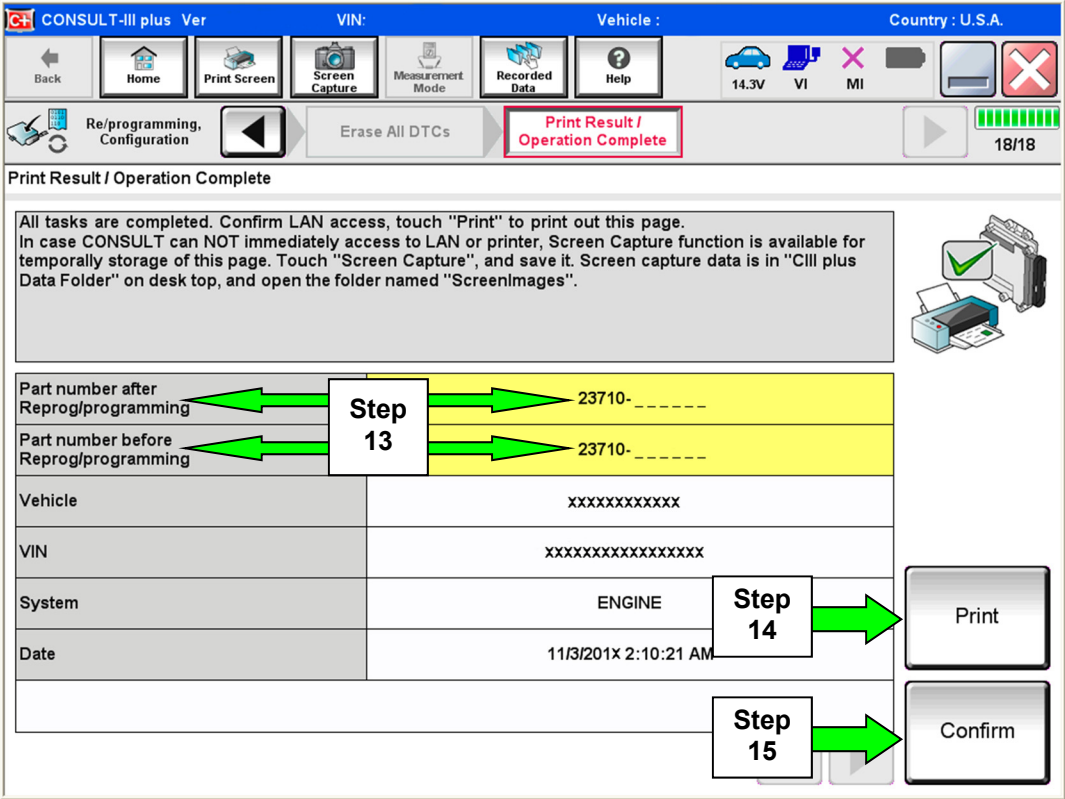 C+ CONSULT-III plus Ver VIN: Vehicle : Country : U.S.A.
Back
Home
Print Screen
Screen
Capture
Measurement
Mode
Recorded
Data
Help
14.3V
VI
MI
Re/programming,
Configuration
Erase All DTCs
Print Result /
Operation Complete
18/18
Print Result / Operation Complete
All tasks are completed. Confirm LAN access, touch "Print" to print out this page.
In case CONSULT can NOT immediately access to LAN or printer, Screen Capture function is available for
temporally storage of this page. Touch "Screen Capture", and save it. Screen capture data is in "CIII plus
Data Folder" on desk top, and open the folder named "ScreenImages".
Part number after
Reprog/programming
23710-_ _ _ _ _ _
Step
13
Part number before
Reprog/programming
23710-_ _ _ _ _ _
Vehicle
xxxxxxxxxxxx
VIN
xxxxxxxxxxxxxxxxx
System
ENGINE
Step
14
Print
Date
11/3/201X 2:10:21 AM
Step
15
Confirm